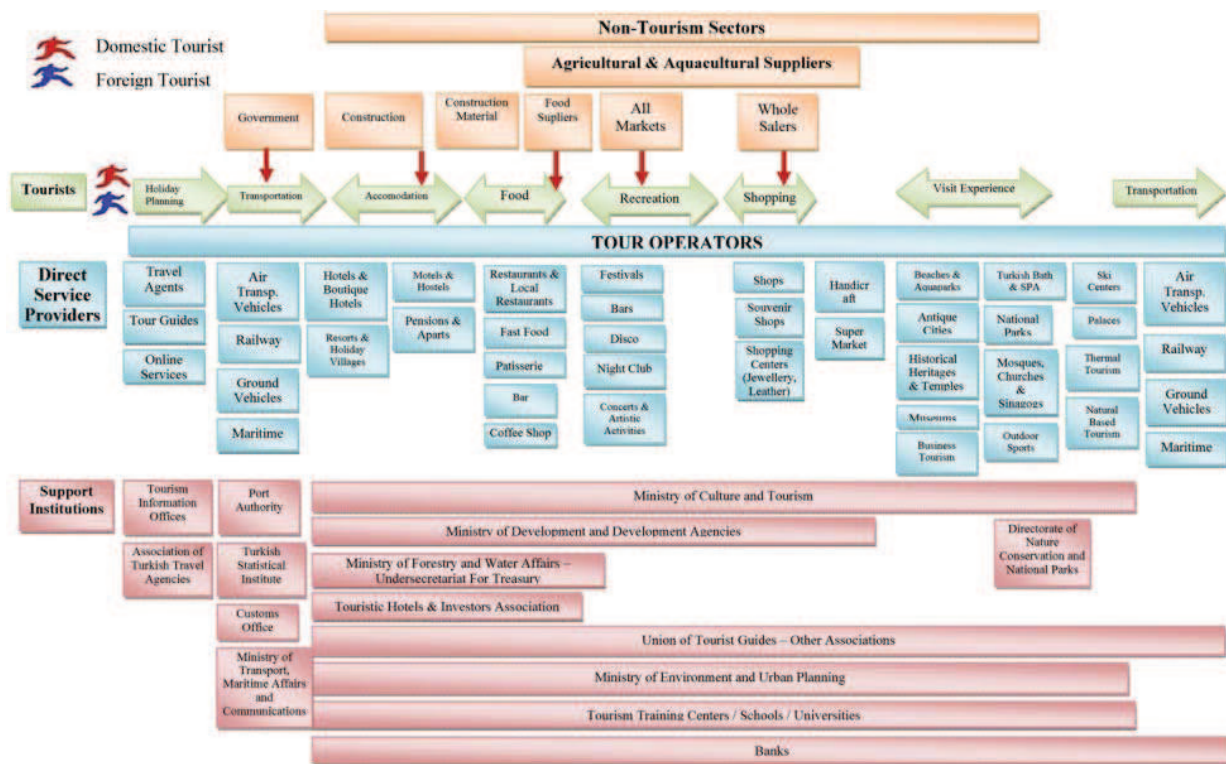 Non-Tourism Sectors
Domestic Tourist
Foreign Tourist
Agricultural & Aquacultural Suppliers
Government
Construction
Construction
Material
Food
Supliers
All
Markets
Whole
Salers
Tourists
Holiday
Planning
Transportation
Accomodation
Food
Recreation
Shopping
Visit Experience
Transportation
TOUR OPERATORS
Direct
Service
Providers
Travel
Agents
Tour Guides
Online
Services
Air
Transp.
Vehicles
Railway
Ground
Vehicles
Maritime
Hotels &
Boutique
Hotels
Resorts &
Holiday
Villages
Motels &
Hostels
Pensions &
Aparts
Restaurants &
Local
Restaurants
Fast Food
Patisserie
Bar
Coffee Shop
Festivals
Bars
Disco
Night Club
Concerts &
Artistic
Activities
Shops
Souvenir
Shops
Shopping
Centers
(Jewellery,
Leather)
Handicr
aft
Super
Market
Beaches &
Aquaparks
Antique
Cities
Historical
Heritages
& Temples
Museums
Business
Tourism
Turkish Bath
& SPA
National
Parks
Mosques,
Churches
&
Sinagogs
Outdoor
Sports
Ski
Centers
Palaces
Thermal
Tourism
Natural
Based
Tourism
Air
Transp.
Vehicles
Railway
Ground
Vehicles
Maritime
Support
Institutions
Tourism
Information
Offices
Association of
Turkish Travel
Agencies
Port
Authority
Turkish
Statistical
Institute
Customs
Office
Ministry of
Transport,
Maritime Affairs
and
Communications
Ministry of Culture and Tourism
Ministry of Development and Development Agencies
Directorate of
Nature
Conservation and
National Parks
Ministry of Forestry and Water Affairs –
Undersecretariat For Treasury
Touristic Hotels & Investors Association
Union of Tourist Guides – Other Associations
Ministry of Environment and Urban Planning
Tourism Training Centers / Schools / Universities
Banks